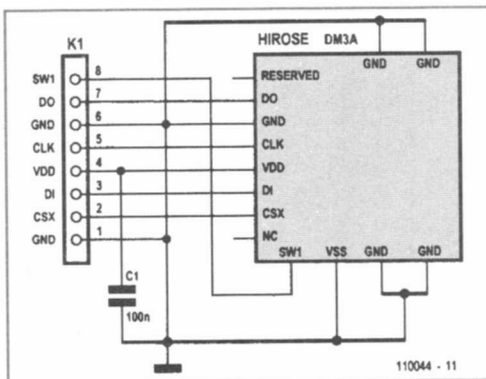 K1
HIROSE DM3A
GND GND
SW1 8
DO 7
GND 6
CLK 5
VDD 4
DI 3
CSX 2
GND 1
RESERVED
DO
GND
CLK
VDD
DI
CSX
NC
SW1 VSS GND GND
C1
100n
110044 - 11